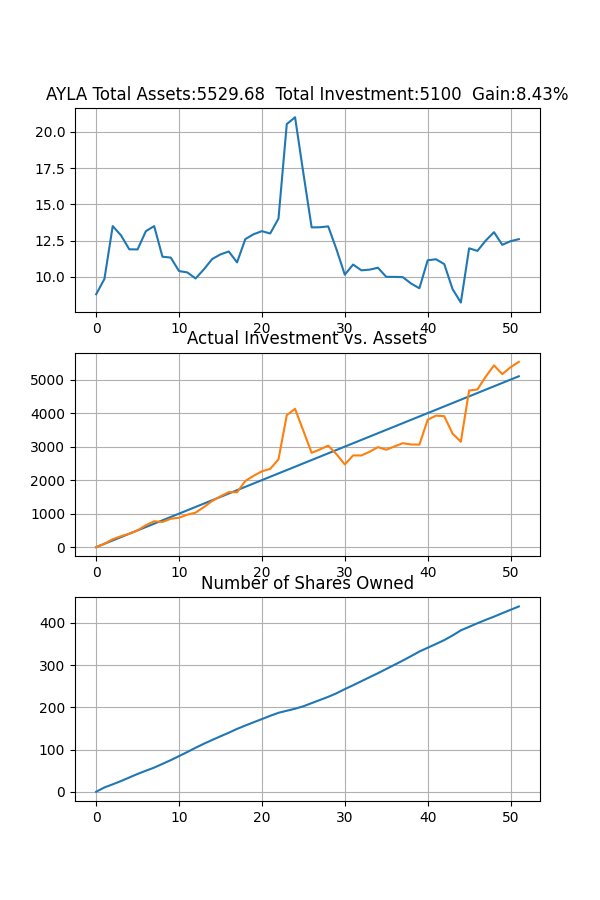 AYLA Total Assets:5529.68  Total Investment:5100  Gain:8.43%
20.0
17.5
15.0
12.5
10.0
0 10 20 30 40 50
Actual Investment vs. Assets
5000
4000
3000
2000
1000
0
0 10 20 30 40 50
Number of Shares Owned
400
300
200
100
0
0 10 20 30 40 50